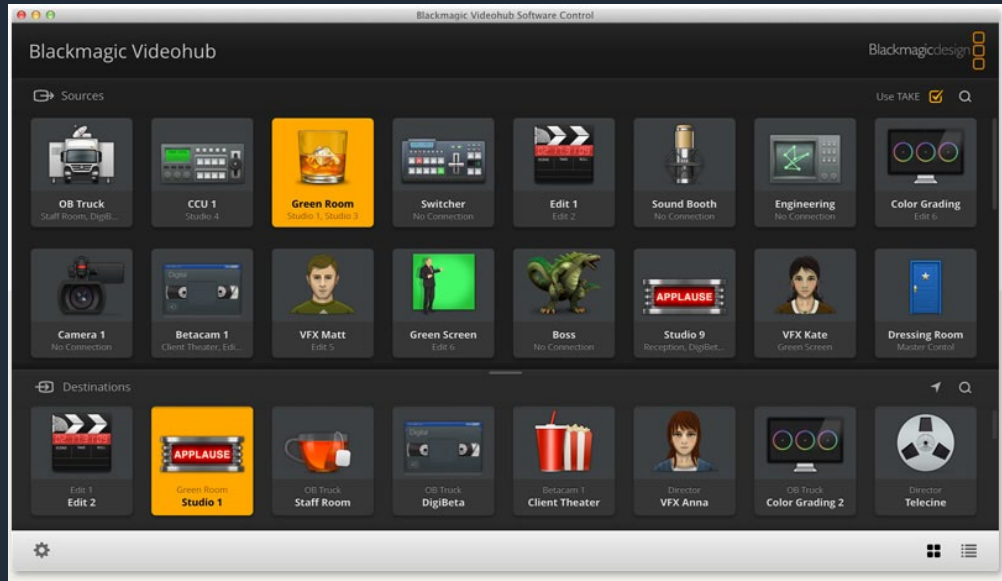 Blackmagic Videohub Software Control
Blackmagic Videohub
Blackmagicdesign
Sources
Use TAKE
OB Truck
Staff Room, DigiB...
CCU 1
Studio 4
Green Room
Studio 1, Studio 3
Switcher
No Connection
Edit 1
Edit 2
Sound Booth
No Connection
Engineering
No Connection
Color Grading
Edit 6
Camera 1
No Connection
Digital
Betacam 1
Client Theater, Edi...
VFX Matt
Edit 5
Green Screen
Edit 6
Boss
No Connection
APPLAUSE
Studio 9
Reception, DigiBet...
VFX Kate
Green Screen
Dressing Room
Master Contol
Destinations
Edit 1
Edit 2
APPLAUSE
Green Room
Studio 1
OB Truck
Staff Room
Digital
OB Truck
DigiBeta
Betacam 1
Client Theater
Director
VFX Anna
OB Truck
Color Grading 2
Director
Telecine